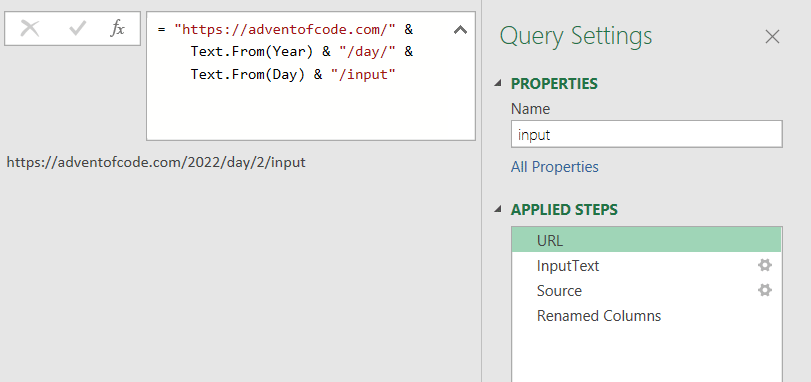 fx
= "https://adventofcode.com/" &
Text.From(Year) & "/day/" &
Text.From(Day) & "/input"
https://adventofcode.com/2022/day/2/input
Query Settings
PROPERTIES
Name
input
All Properties
APPLIED STEPS
URL
InputText
Source
Renamed Columns